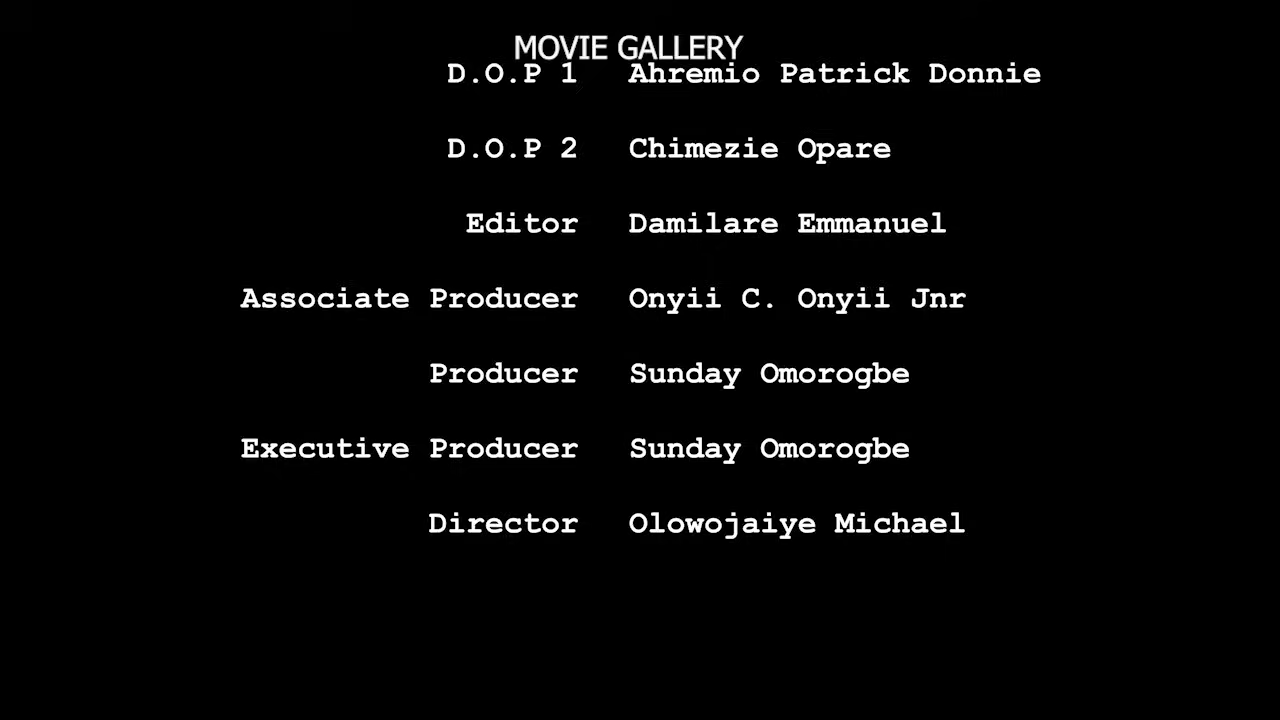 MOVIE GALLERY
D.O.P 1 Ahremio Patrick Donnie
D.O.P 2 Chimezie Opare
Editor Damilare Emmanuel
Associate Producer Onyii C. Onyii Jnr
Producer Sunday Omorogbe
Executive Producer Sunday Omorogbe
Director Olowojaiye Michael